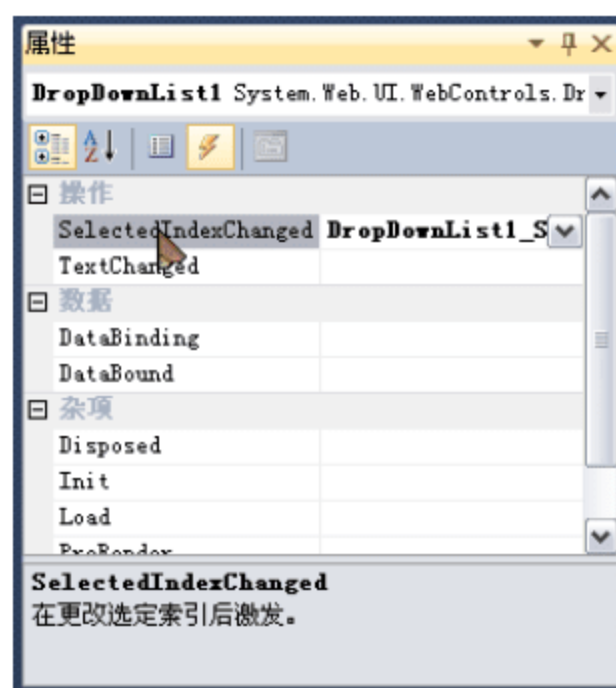 属性
DropDownList1 System.Web.UI.WebControls.Dr
操作
SelectedIndexChanged DropDownList1_S
TextChanged
数据
DataBinding
DataBound
杂项
Disposed
Init
Load
PreRender
SelectedIndexChanged
在更改选定索引后激发。